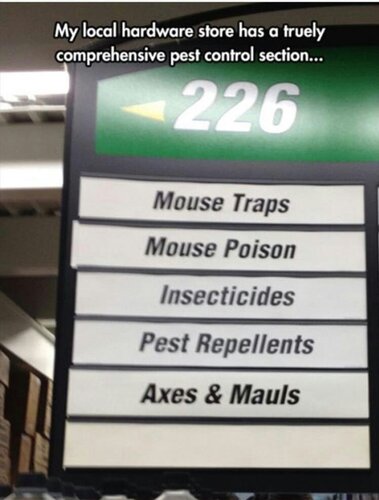 My local hardware store has a truely
comprehensive pest control section...
226
Mouse Traps
Mouse Poison
Insecticides
Pest Repellents
Axes & Mauls